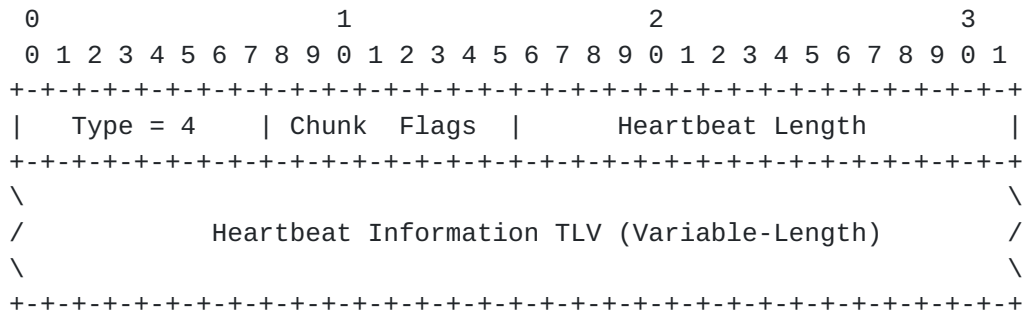 0                   1                   2                   3
 0 1 2 3 4 5 6 7 8 9 0 1 2 3 4 5 6 7 8 9 0 1 2 3 4 5 6 7 8 9 0 1
+-+-+-+-+-+-+-+-+-+-+-+-+-+-+-+-+-+-+-+-+-+-+-+-+-+-+-+-+-+-+-+-+
|   Type = 4    | Chunk  Flags  |      Heartbeat Length         |
+-+-+-+-+-+-+-+-+-+-+-+-+-+-+-+-+-+-+-+-+-+-+-+-+-+-+-+-+-+-+-+-+
\                                                               \
/            Heartbeat Information TLV (Variable-Length)        /
\                                                               \
+-+-+-+-+-+-+-+-+-+-+-+-+-+-+-+-+-+-+-+-+-+-+-+-+-+-+-+-+-+-+-+-+